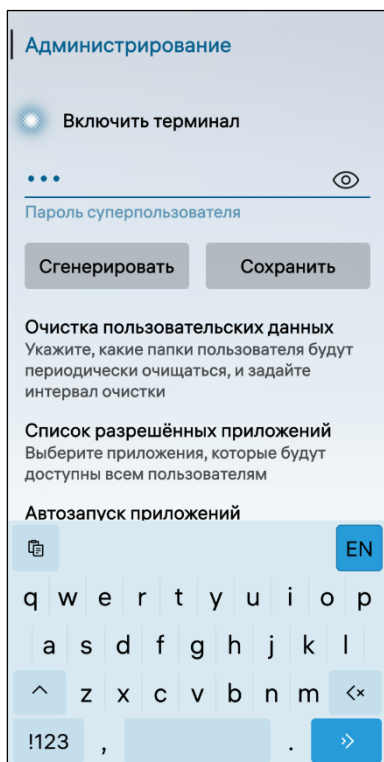 Администрирование
Включить терминал
•••
Пароль суперпользователя
Сгенерировать Сохранить
Очистка пользовательских данных
Укажите, какие папки пользователя будут
периодически очищаться, и задайте
интервал очистки
Список разрешённых приложений
Выберите приложения, которые будут
доступны всем пользователям
Автозапуск приложений
EN
q w e r t y u i o p
a s d f g h j k l
z x c v b n m
!123 , .